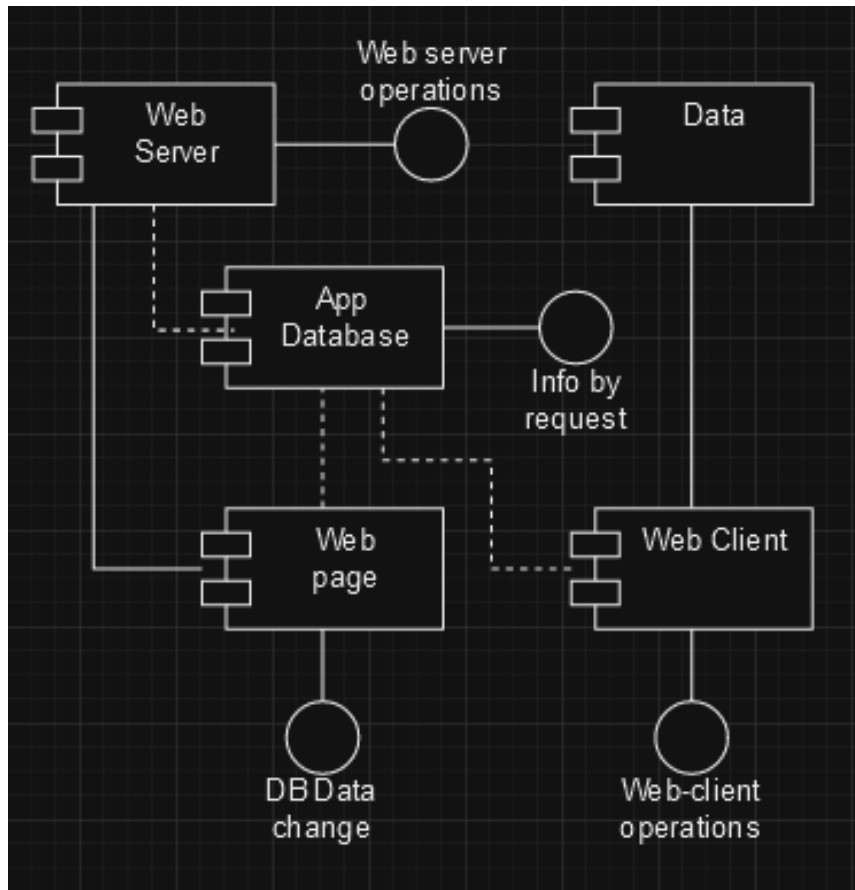 Web server
operations
Web
Server
Data
App
Database
Info by
request
Web
page
Web Client
DB Data
change
Web-client
operations